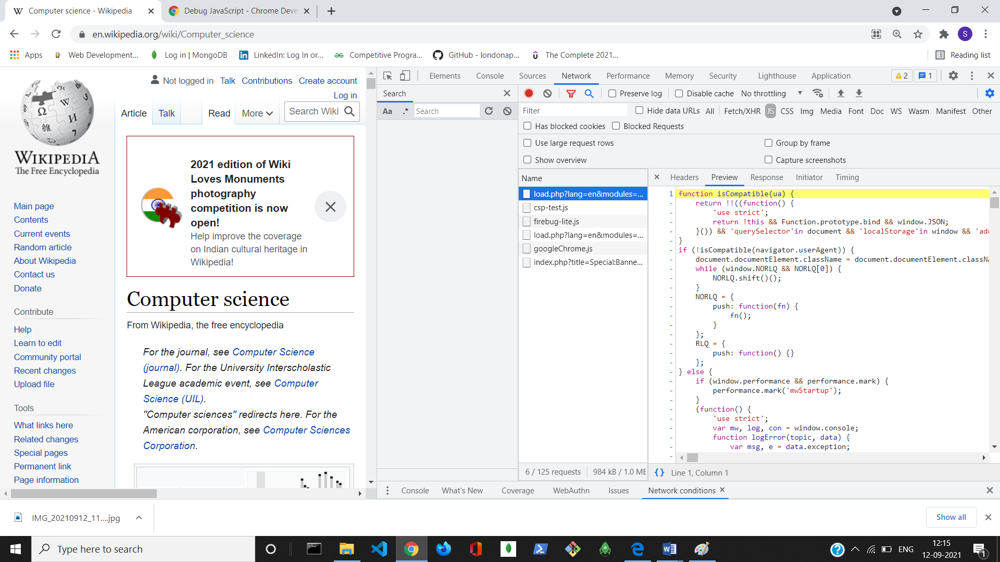 Computer science - Wikipedia
Debug JavaScript - Chrome Deve
en.wikipedia.org/wiki/Computer_science
S
Apps
Web Development...
Log in | MongoDB
LinkedIn: Log In or...
Competitive Progra...
GitHub - londonap...
The Complete 2021...
Reading list
WIKIPEDIA
The Free Encyclopedia
Main page
Contents
Current events
Random article
About Wikipedia
Contact us
Donate
Contribute
Help
Learn to edit
Community portal
Recent changes
Upload file
Tools
What links here
Related changes
Special pages
Permanent link
Page information
Not logged in Talk Contributions Create account
Log in
Article Talk Read More Search Wiki
2021 edition of Wiki
Loves Monuments
photography
competition is now
open!
Help improve the coverage
on Indian cultural heritage in
Wikipedia!
Computer science
From Wikipedia, the free encyclopedia
For the journal, see Computer Science
(journal). For the University Interscholastic
League academic event, see Computer
Science (UIL).
"Computer sciences" redirects here. For the
American corporation, see Computer Sciences
Corporation.
Elements Console Sources Network Performance Memory Security Lighthouse Application 2 1
Search
Aa .* Search
Preserve log Disable cache No throttling
Filter Hide data URLs All Fetch/XHR JS CSS Img Media Font Doc WS Wasm Manifest Other
Has blocked cookies Blocked Requests
Use large request rows Group by frame
Show overview Capture screenshots
Name
load.php?lang=en&modules=...
csp-test.js
firebug-lite.js
load.php?lang=en&modules=...
googleChrome.js
index.php?title=Special:Banne...
6 / 125 requests 984 kB / 1.0 ME
Headers Preview Response Initiator Timing
1 function isCompatible(ua) {
- return !!((function() {
- 'use strict';
- return !this && Function.prototype.bind && window.JSON;
- }()) && 'querySelector'in document && 'localStorage'in window && 'add
- }
- if (!isCompatible(navigator.userAgent)) {
- document.documentElement.className = document.documentElement.classNa
- while (window.NORLQ && NORLQ[0]) {
- NORLQ.shift()();
- }
- NORLQ = {
- push: function(fn) {
- fn();
- }
- };
- RLQ = {
- push: function() {}
- };
- } else {
- if (window.performance && performance.mark) {
- performance.mark('mwStartup');
- }
- (function() {
- 'use strict';
- var mw, log, con = window.console;
- function logError(topic, data) {
- var msg, e = data.exception;
-
{} Line 1, Column 1
Console What's New Coverage WebAuthn Issues Network conditions
IMG_20210912_11....jpg
Show all
Type here to search
ENG
12:15
12-09-2021
1